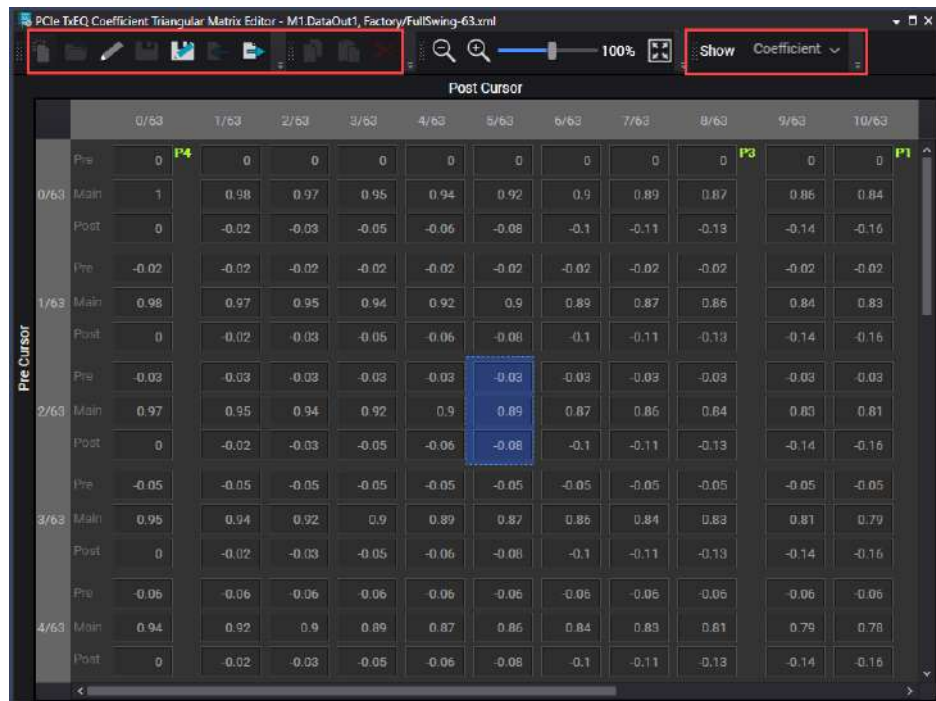 PCIe TxEQ Coefficient Triangular Matrix Editor - M1.DataOut1, Factory/FullSwing-63.xml
100% Show Coefficient
Post Cursor
0/63 1/63 2/63 3/63 4/63 5/63 6/63 7/63 8/63 9/63 10/63
Pre 0 P4 0 0 0 0 0 0 0 0 P3 0 0 P1
0/63 Main 1 0.98 0.97 0.95 0.94 0.92 0.9 0.89 0.87 0.86 0.84
Post 0 -0.02 -0.03 -0.05 -0.06 -0.08 -0.1 -0.11 -0.13 -0.14 -0.16
Pre -0.02 -0.02 -0.02 -0.02 -0.02 -0.02 -0.02 -0.02 -0.02 -0.02 -0.02
1/63 Main 0.98 0.97 0.95 0.94 0.92 0.9 0.89 0.87 0.86 0.84 0.83
Post 0 -0.02 -0.03 -0.05 -0.06 -0.08 -0.1 -0.11 -0.13 -0.14 -0.16
Pre Cursor
Pre -0.03 -0.03 -0.03 -0.03 -0.03 -0.03 -0.03 -0.03 -0.03 -0.03 -0.03
2/63 Main 0.97 0.95 0.94 0.92 0.9 0.89 0.87 0.86 0.84 0.83 0.81
Post 0 -0.02 -0.03 -0.05 -0.06 -0.08 -0.1 -0.11 -0.13 -0.14 -0.16
Pre -0.05 -0.05 -0.05 -0.05 -0.05 -0.05 -0.05 -0.05 -0.05 -0.05 -0.05
3/63 Main 0.95 0.94 0.92 0.9 0.89 0.87 0.86 0.84 0.83 0.81 0.79
Post 0 -0.02 -0.03 -0.05 -0.06 -0.08 -0.1 -0.11 -0.13 -0.14 -0.16
Pre -0.06 -0.06 -0.06 -0.06 -0.06 -0.06 -0.06 -0.06 -0.06 -0.06 -0.06
4/63 Main 0.94 0.92 0.9 0.89 0.87 0.86 0.84 0.83 0.81 0.79 0.78
Post 0 -0.02 -0.03 -0.05 -0.06 -0.08 -0.1 -0.11 -0.13 -0.14 -0.16